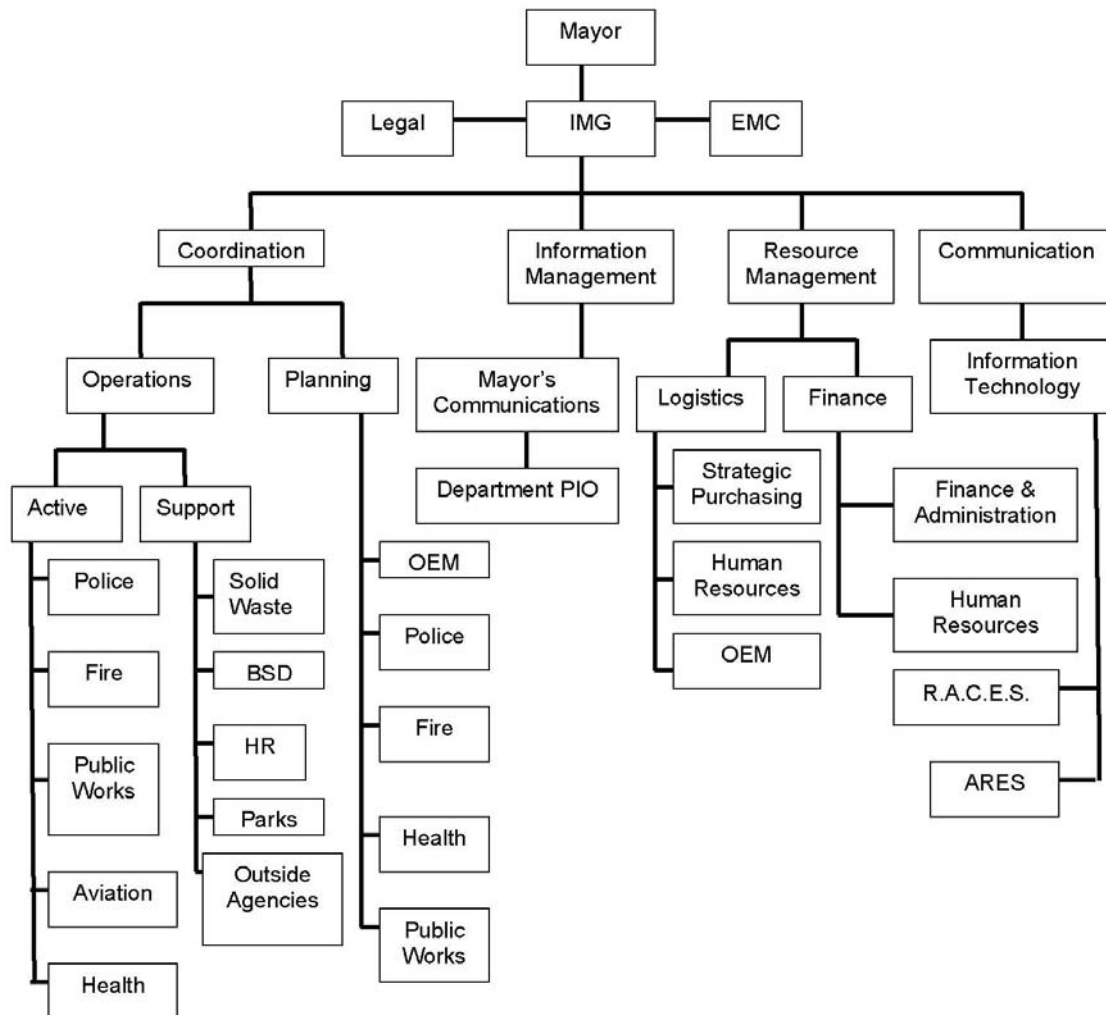 Mayor
Legal
IMG
EMC
Coordination
Information
Management
Resource
Management
Communication
Operations
Planning
Mayor's
Communications
Logistics
Finance
Information
Technology
Active
Support
Department PIO
Strategic
Purchasing
Finance &
Administration
Police
Solid
Waste
OEM
Human
Resources
Human
Resources
Fire
BSD
Police
OEM
R.A.C.E.S.
Public
Works
HR
Fire
ARES
Parks
Health
Aviation
Outside
Agencies
Public
Works
Health